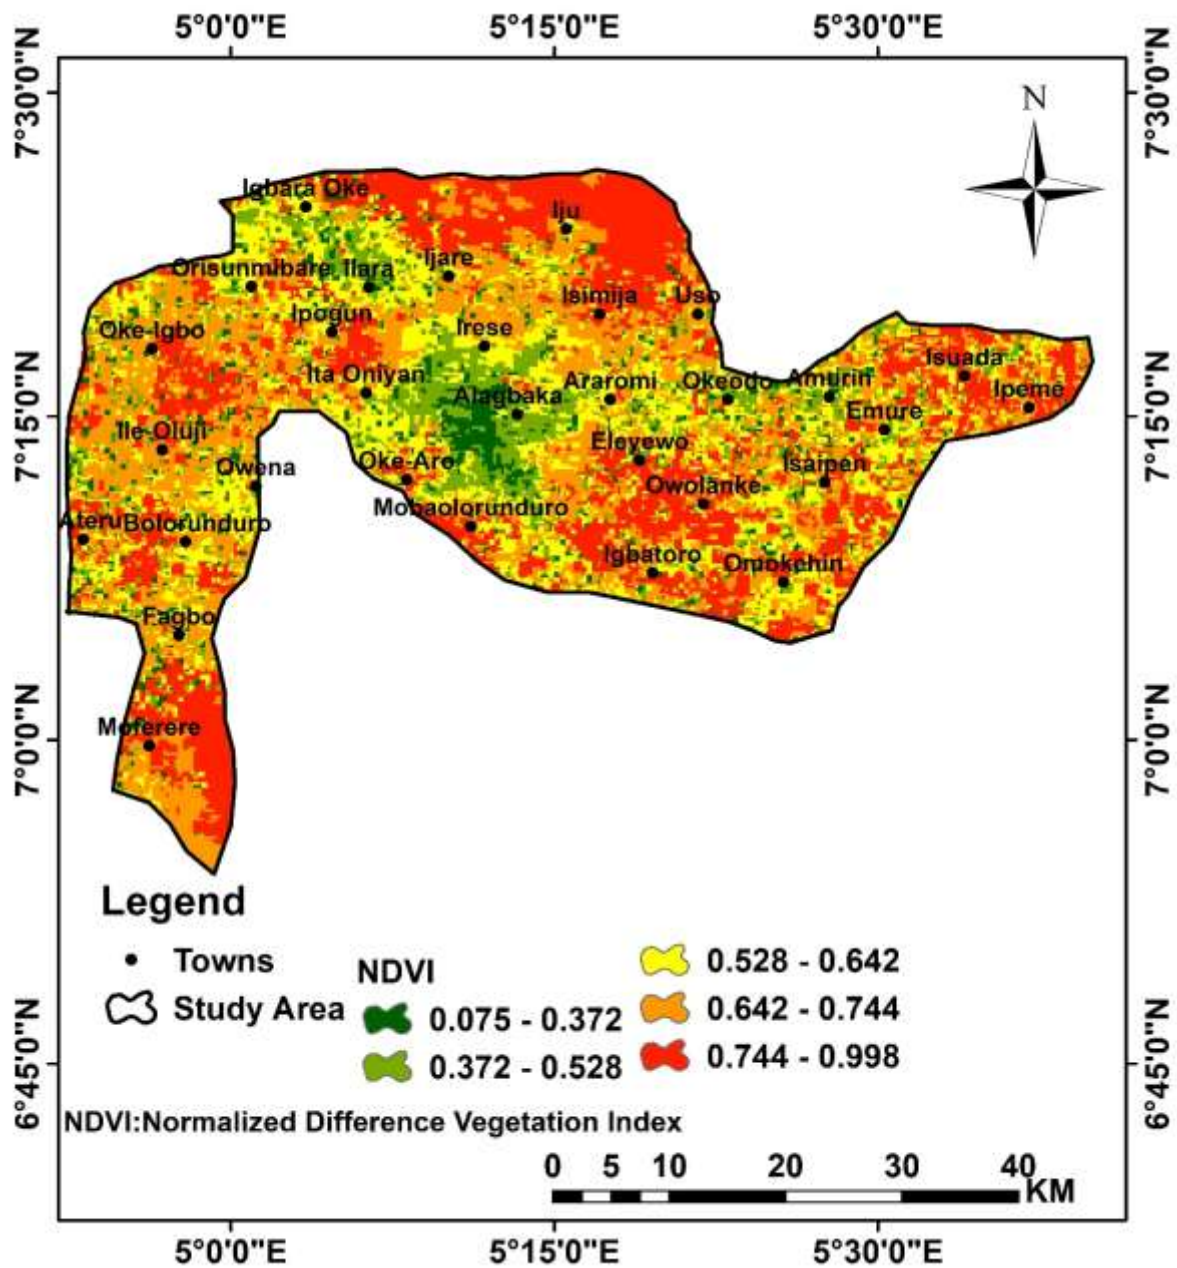 5°0'0"E 5°15'0"E 5°30'0"E
7°30'0"N 7°30'0"N
N
Igbara Oke
Iju
Ijare
Orisunmibare Ilara
Isimija Uso
Ipogun
Oke-Igbo Irese
Isuada
Ita Oniyan
Alagbaka Araromi Okeodo Amurin
Ipeme
Emure
7°15'0"N 7°15'0"N
Ile-Oluji Eleyewo
Owena Oke-Aro Isaipen
Owolanke
Mobaolorunduro
Ateru Bolorunduro
Igbatoro Omokehin
Fagbo
Moferere
7°0'0"N 7°0'0"N
Legend
Towns
Study Area
NDVI
0.075 - 0.372
0.372 - 0.528
0.528 - 0.642
0.642 - 0.744
0.744 - 0.998
6°45'0"N 6°45'0"N
NDVI:Normalized Difference Vegetation Index
0 5 10 20 30 40
KM
5°0'0"E 5°15'0"E 5°30'0"E